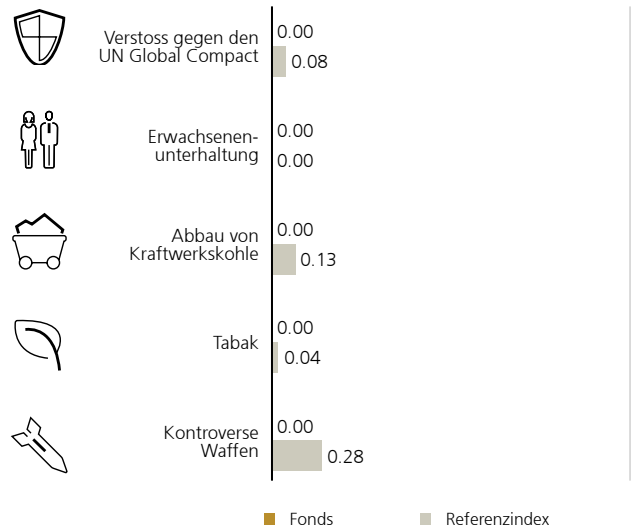 Verstoss gegen den
UN Global Compact
0.00
0.08
Erwachsenen-
unterhaltung
0.00
0.00
Abbau von
Kraftwerkskohle
0.00
0.13
Tabak
0.00
0.04
Kontroverse
Waffen
0.00
0.28
Fonds
Referenzindex